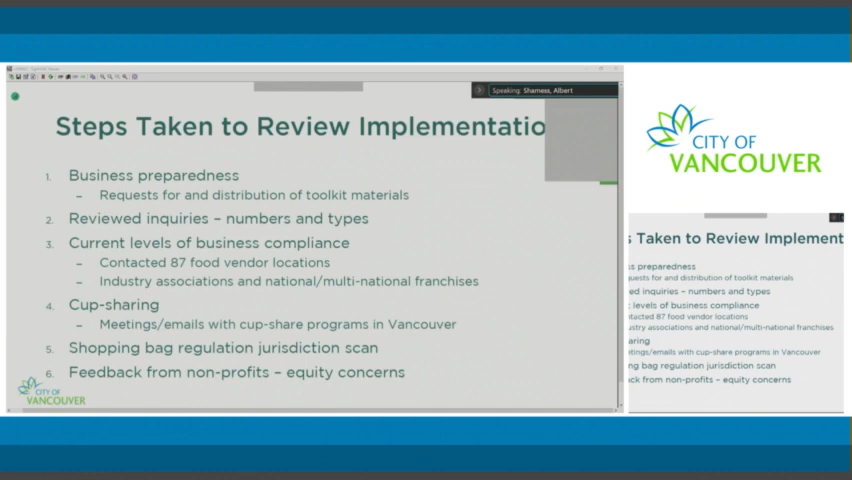 Speaking: Shamess, Albert
Steps Taken to Review Implementatio
1. Business preparedness
– Requests for and distribution of toolkit materials
2. Reviewed inquiries – numbers and types
3. Current levels of business compliance
– Contacted 87 food vendor locations
– Industry associations and national/multi-national franchises
4. Cup-sharing
– Meetings/emails with cup-share programs in Vancouver
5. Shopping bag regulation jurisdiction scan
6. Feedback from non-profits – equity concerns
CITY OF
VANCOUVER
CITY OF
VANCOUVER
s Taken to Review Implement
ss preparedness
quests for and distribution of toolkit materials
ed inquiries – numbers and types
t levels of business compliance
ntacted 87 food vendor locations
ustry associations and national/multi-national franchises
aring
etings/emails with cup-share programs in Vancouver
ng bag regulation jurisdiction scan
ck from non-profits – equity concerns